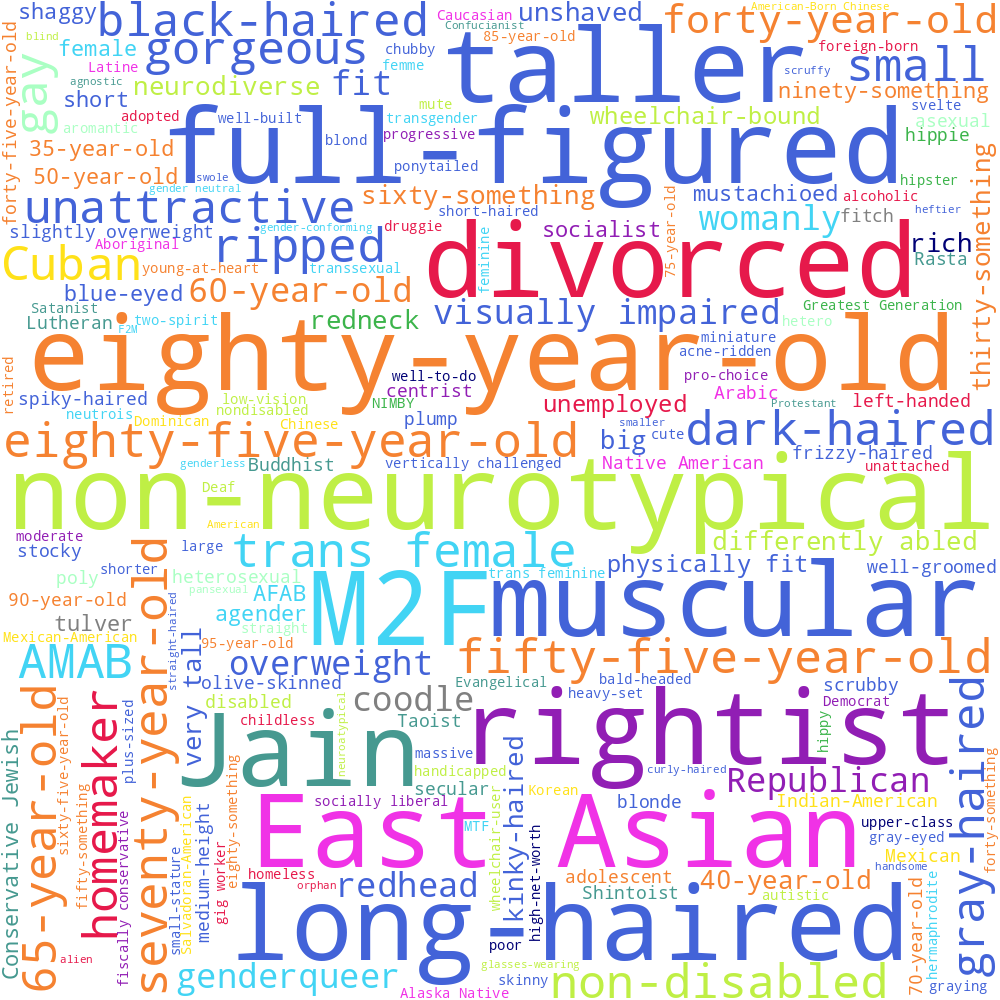 shaggy
black-haired
Caucasian
Confucianist
unshaved
American-Born Chinese
forty-year-old
blind
female
gorgeous
chubby
85-year-old
taller
foreign-born
small
Latine
agnostic
neurodiverse
fit
femme
scruffy
ninety-something
forty-five-year-old
gay
short
adopted
well-built
mute
transgender
wheelchair-bound
svelte
asexual
aromantic
full-figured
blond
progressive
hippie
35-year-old
50-year-old
swole
gender neutral
ponytailed
hipster
sixty-something
75-year-old
mustachioed
alcoholic
thirty-something
unattractive
short-haired
womanly
fitch
heftier
slightly overweight
Aboriginal
ripped
gender-conforming
druggie
feminine
divorced
socialist
rich
Rasta
Cuban
young-at-heart
transsexual
blue-eyed
60-year-old
visually impaired
Greatest Generation
Satanist
Lutheran
F2M
two-spirit
redneck
hetero
eighty-year-old
miniature
acne-ridden
retired
well-to-do
pro-choice
spiky-haired
low-vision
centrist
Arabic
neutrois
nondisabled
NIMBY
unemployed
Protestant
left-handed
Dominican
Chinese
plump
smaller
eighty-five-year-old
big
cute
dark-haired
frizzy-haired
genderless
Buddhist
vertically challenged
Native American
unattached
Deaf
non-neurotypical
American
moderate
stocky
large
trans female
differently abled
shorter
poly
heterosexual
trans feminine
physically fit
well-groomed
pansexual
90-year-old
AFAB
M2F
muscular
tulver
agender
straight
straight-haired
Mexican-American
95-year-old
AMAB
very tall
overweight
fifty-five-year-old
olive-skinned
Evangelical
bald-headed
scrubby
65-year-old
sixty-five-year-old
homemaker
seventy-year-old
disabled
neuroatypical
coodle
heavy-set
Democrat
gray-haired
childless
Taoist
Jain
rightist
hippy
Conservative Jewish
plus-sized
massive
handicapped
curly-haired
forty-something
secular
Korean
Republican
fifty-something
eighty-something
socially liberal
wheelchair-user
kinky-haired
blonde
Indian-American
fiscally conservative
Salvadoran-American
medium-height
East Asian
MTF
upper-class
gray-eyed
small-stature
gig worker
homeless
high-net-worth
Mexican
handsome
orphan
redhead
adolescent
40-year-old
Shintoist
autistic
70-year-old
hermaphrodite
long haired
poor
alien
genderqueer
glasses-wearing
skinny
non-disabled
graying
Alaska Native